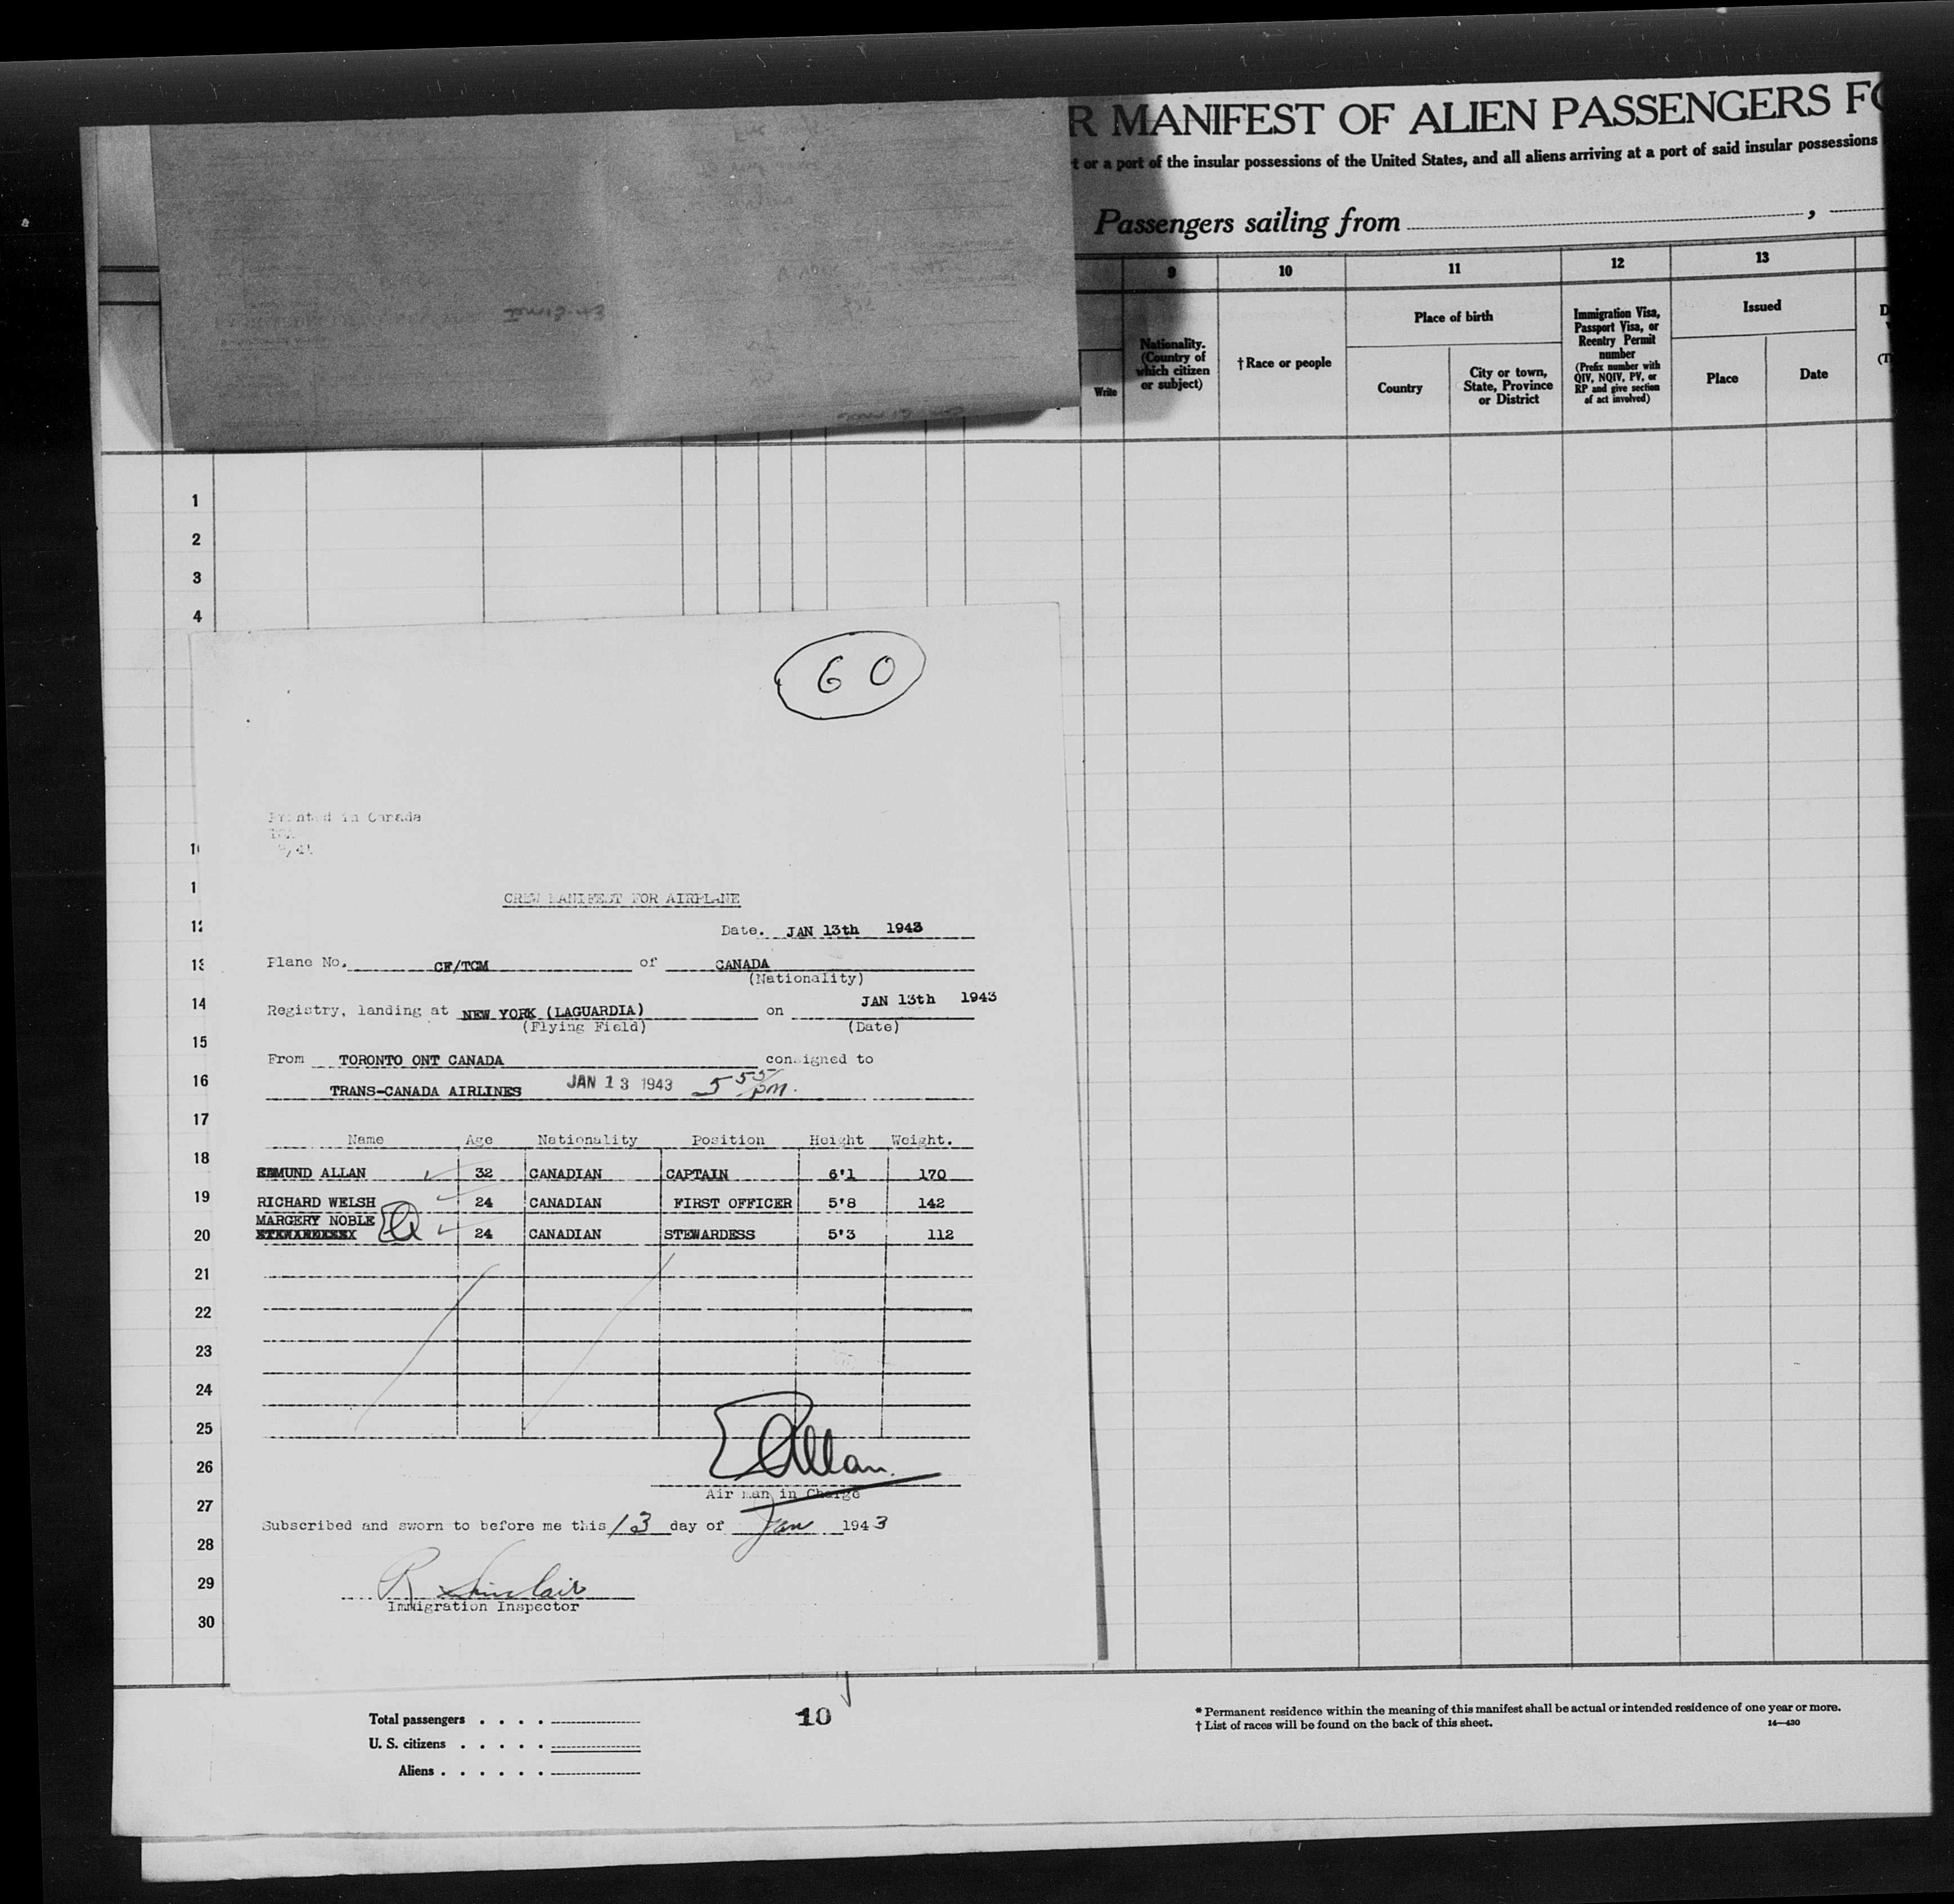 R MANIFEST OF ALIEN PASSENGERS FO
t or a port of the insular possessions of the United States, and all aliens arriving at a port of said insular possessions
Passengers sailing from ,
9 10 11 12 13
Write
Nationality. (Country of which citizen or subject)
† Race or people
Place of birth
Country
City or town, State, Province or District
Immigration Visa, Passport Visa, or Reentry Permit number (Prefix number with QIV, NQIV, PV, or RP and give section of act involved)
Issued
Place
Date
1
2
3
4
60
Printed in Canada
CREW MANIFEST FOR AIRPLANE
Date. JAN 13th 1943
Plane No. CF/TCM of CANADA
(Nationality)
Registry, landing at NEW YORK (LAGUARDIA) on JAN 13th 1943
(Flying Field) (Date)
From TORONTO ONT CANADA consigned to
TRANS-CANADA AIRLINES JAN 13 1943 5 55 pm.
Name Age Nationality Position Height Weight.
EDMUND ALLAN 32 CANADIAN CAPTAIN 6'1 170
RICHARD WELSH 24 CANADIAN FIRST OFFICER 5'8 142
MARGERY NOBLE
24 CANADIAN STEWARDESS 5'3 112
E Allan
Air man in Charge
Subscribed and sworn to before me this 13 day of Jan 1943
R Sinclair
Immigration Inspector
12
13
14
15
16
17
18
19
20
21
22
23
24
25
26
27
28
29
30
Total passengers . . . .
U. S. citizens . . . . .
Aliens . . . . . .
10
* Permanent residence within the meaning of this manifest shall be actual or intended residence of one year or more.
† List of races will be found on the back of this sheet.
14—430